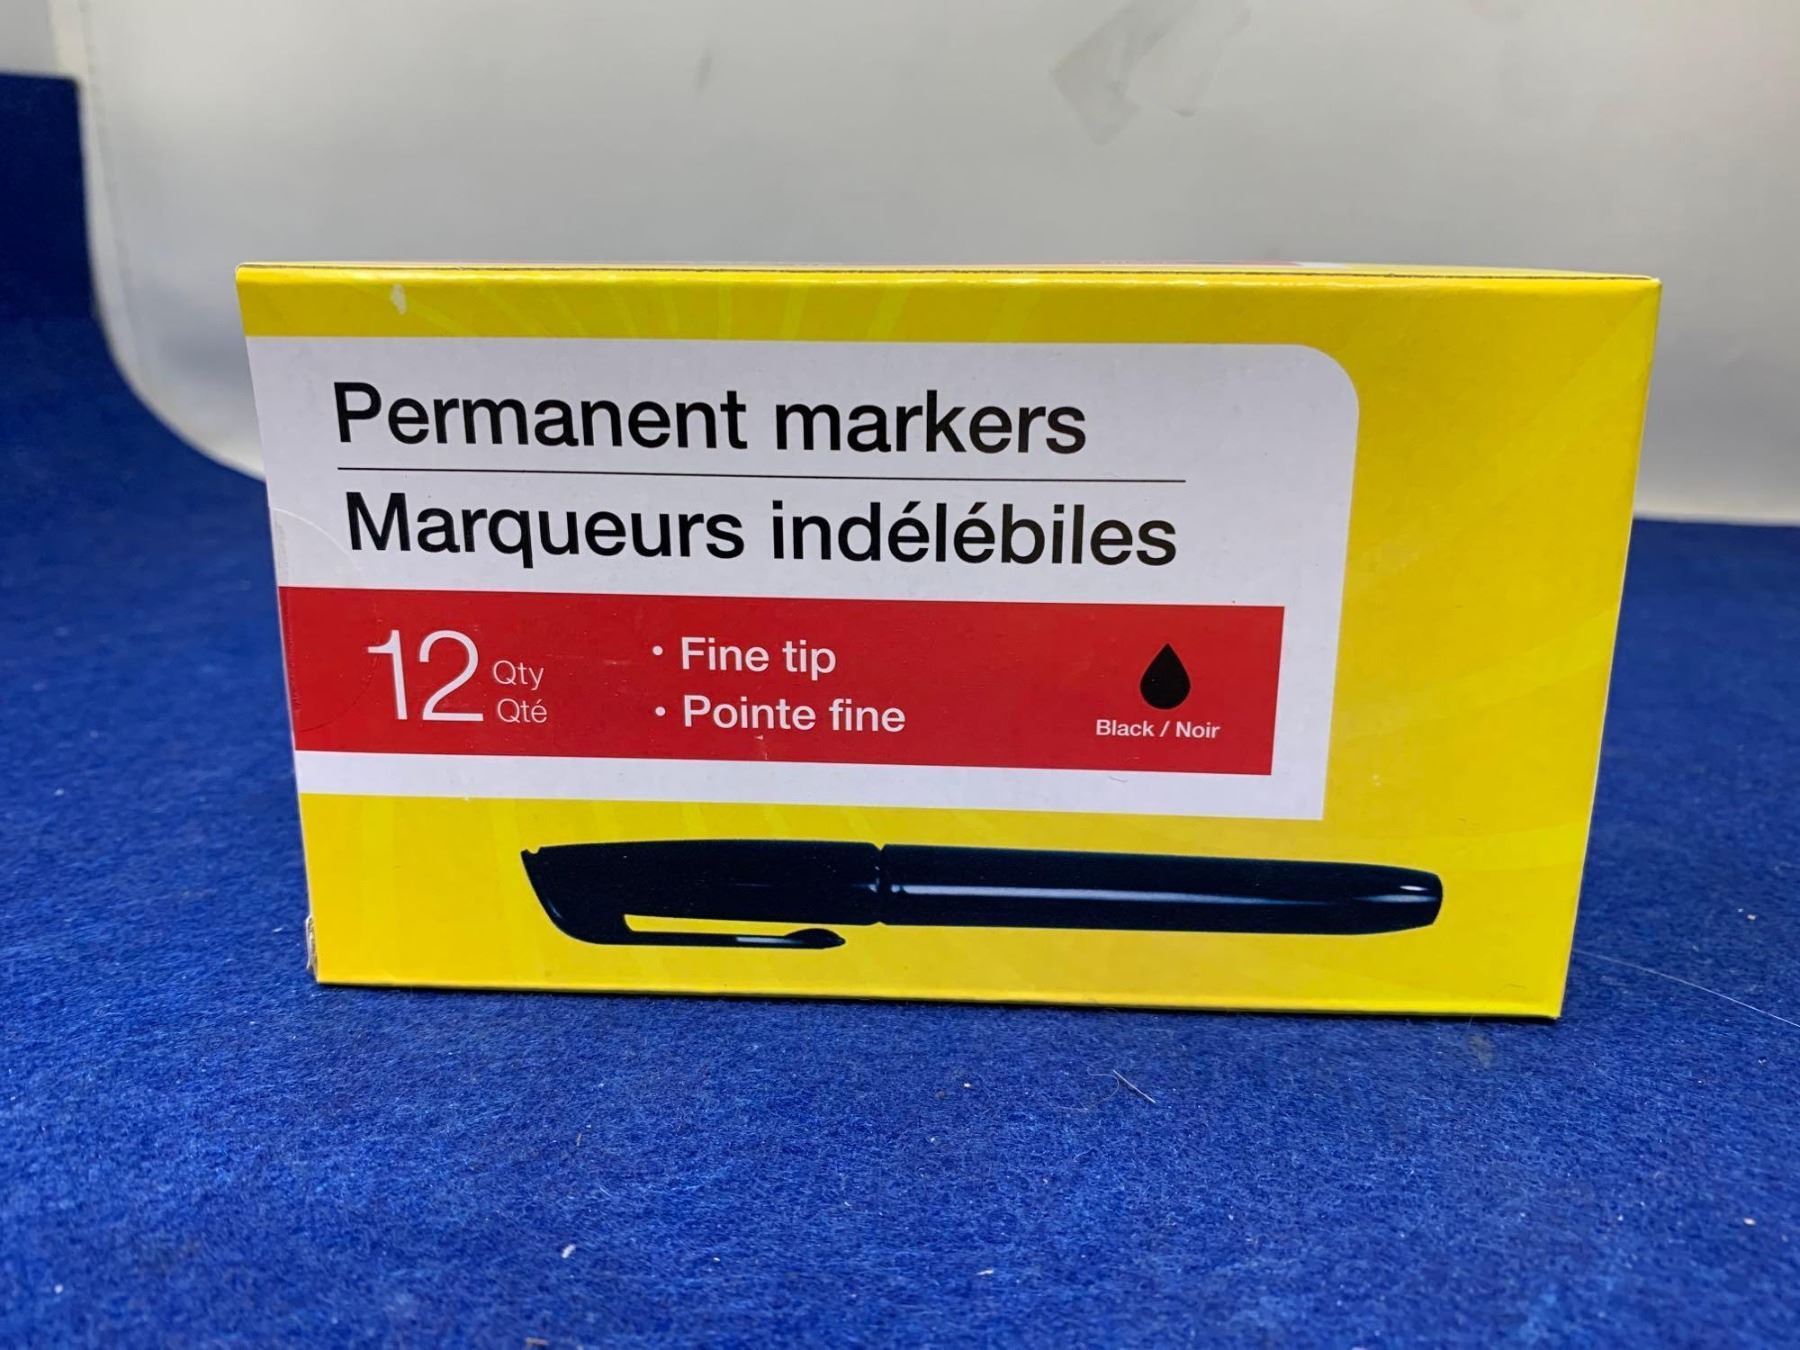 Permanent markers
Marqueurs indélébiles
12 Qty
Qté
• Fine tip
• Pointe fine
Black / Noir